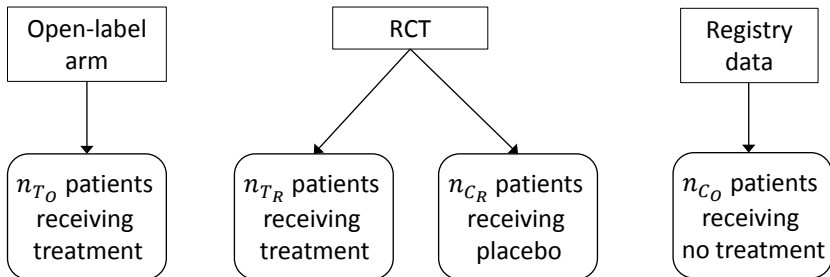 Open-label
arm
RCT
Registry
data
n_{T_O} patients
receiving
treatment
n_{T_R} patients
receiving
treatment
n_{C_R} patients
receiving
placebo
n_{C_O} patients
receiving
no treatment